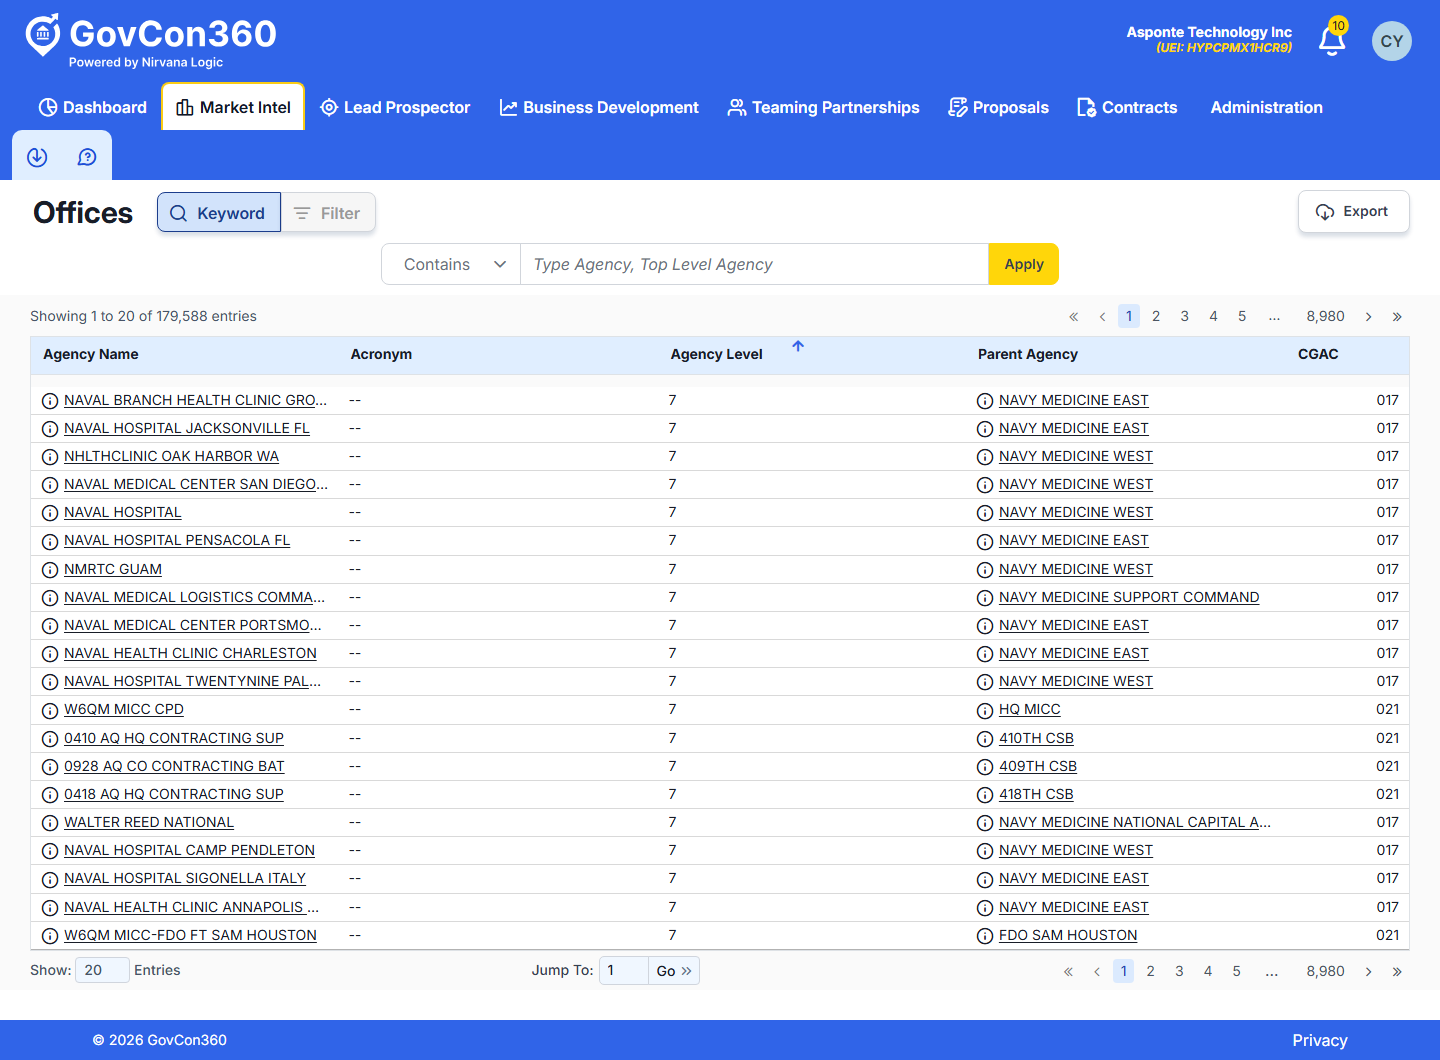 GovCon360
Powered by Nirvana Logic
Asponte Technology Inc
(UEI: HYPCPMX1HCR9)
10
CY
Dashboard
Market Intel
Lead Prospector
Business Development
Teaming Partnerships
Proposals
Contracts
Administration
Offices
Keyword
Filter
Export
Contains
Type Agency, Top Level Agency
Apply
Showing 1 to 20 of 179,588 entries
« ‹ 1 2 3 4 5 ... 8,980 › »
Agency Name Acronym Agency Level Parent Agency CGAC
NAVAL BRANCH HEALTH CLINIC GRO... -- 7 NAVY MEDICINE EAST 017
NAVAL HOSPITAL JACKSONVILLE FL -- 7 NAVY MEDICINE EAST 017
NHLTHCLINIC OAK HARBOR WA -- 7 NAVY MEDICINE WEST 017
NAVAL MEDICAL CENTER SAN DIEGO... -- 7 NAVY MEDICINE WEST 017
NAVAL HOSPITAL -- 7 NAVY MEDICINE WEST 017
NAVAL HOSPITAL PENSACOLA FL -- 7 NAVY MEDICINE EAST 017
NMRTC GUAM -- 7 NAVY MEDICINE WEST 017
NAVAL MEDICAL LOGISTICS COMMA... -- 7 NAVY MEDICINE SUPPORT COMMAND 017
NAVAL MEDICAL CENTER PORTSMO... -- 7 NAVY MEDICINE EAST 017
NAVAL HEALTH CLINIC CHARLESTON -- 7 NAVY MEDICINE EAST 017
NAVAL HOSPITAL TWENTYNINE PAL... -- 7 NAVY MEDICINE WEST 017
W6QM MICC CPD -- 7 HQ MICC 021
0410 AQ HQ CONTRACTING SUP -- 7 410TH CSB 021
0928 AQ CO CONTRACTING BAT -- 7 409TH CSB 021
0418 AQ HQ CONTRACTING SUP -- 7 418TH CSB 021
WALTER REED NATIONAL -- 7 NAVY MEDICINE NATIONAL CAPITAL A... 017
NAVAL HOSPITAL CAMP PENDLETON -- 7 NAVY MEDICINE WEST 017
NAVAL HOSPITAL SIGONELLA ITALY -- 7 NAVY MEDICINE EAST 017
NAVAL HEALTH CLINIC ANNAPOLIS ... -- 7 NAVY MEDICINE EAST 017
W6QM MICC-FDO FT SAM HOUSTON -- 7 FDO SAM HOUSTON 021
Show: 20 Entries
Jump To: 1 Go »
« ‹ 1 2 3 4 5 ... 8,980 › »
© 2026 GovCon360
Privacy